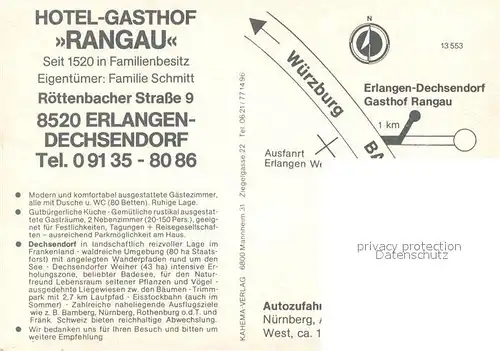 HOTEL-GASTHOF
»RANGAU«
Seit 1520 in Familienbesitz
Eigentümer: Familie Schmitt
Röttenbacher Straße 9
8520 ERLANGEN-
DECHSENDORF
Tel. 0 91 35 - 80 86
● Modern und komfortabel ausgestattete Gästezimmer,
alle mit Dusche u. WC (80 Betten). Ruhige Lage.
● Gutbürgerliche Küche - Gemütliche rustikal ausgestat-
tete Gasträume, 2 Nebenzimmer (20-150 Pers.), geeig-
net für Festlichkeiten, Tagungen + Reisegesellschaf-
ten - ausreichend Parkmöglichkeit am Haus.
● Dechsendorf in landschaftlich reizvoller Lage im
Frankenland - waldreiche Umgebung (80 ha Staats-
forst) mit angelegten Wanderpfaden rund um den
See - Dechsendorfer Weiher (43 ha) intensive Er-
holungszone, beliebter Badesee, für den Natur-
freund Lebensraum seltener Pflanzen und Vögel -
ausgedehnte Liegewiesen zw. den Bäumen - Trimm-
park mit 2,7 km Laufpfad - Eisstockbahn (auch im
Sommer) - Zahlreiche naheliegende Ausflugsziele
wie z. B. Bamberg, Nürnberg, Rothenburg o.d.T. und
Fränk. Schweiz bieten reichhaltige Abwechslung.
● Wir bedanken uns für Ihren Besuch und bitten um
weitere Empfehlung
KAHEMA-VERLAG 6800 Mannheim 31 Ziegelgasse 22 Tel. 06 21 / 77 14 96
N
13 553
Würzburg
Erlangen-Dechsendorf
Gasthof Rangau
1 km
Ausfahrt
Erlangen We
BA
privacy protection
Sammlerdaten
Autozufah
Nürnberg,
West, ca. 1